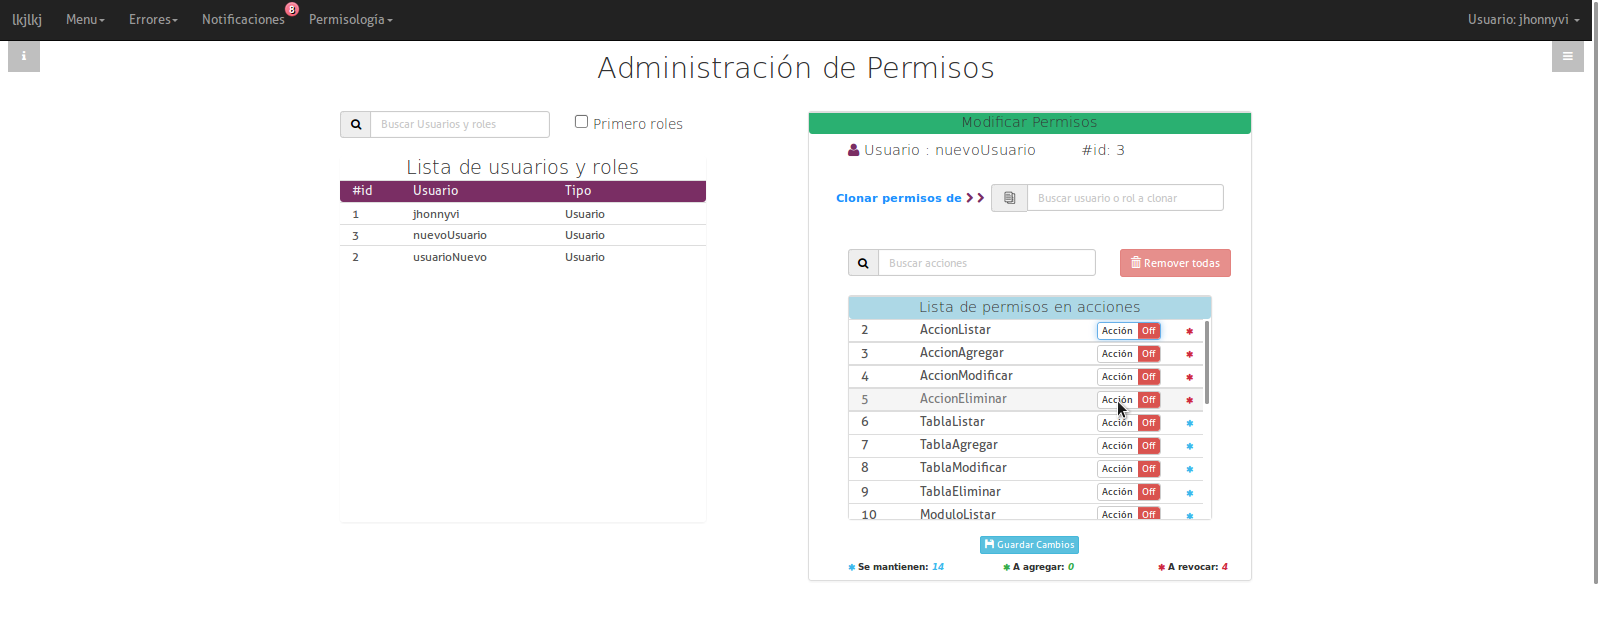 lkjlkj Menu Errores Notificaciones 8 Permisología Usuario: jhonnyvi
Administración de Permisos
Buscar Usuarios y roles Primero roles
Lista de usuarios y roles
#id Usuario Tipo
1 jhonnyvi Usuario
3 nuevoUsuario Usuario
2 usuarioNuevo Usuario
Modificar Permisos
Usuario : nuevoUsuario #id: 3
Clonar permisos de Buscar usuario o rol a clonar
Buscar acciones Remover todas
Lista de permisos en acciones
2 AccionListar Acción Off
3 AccionAgregar Acción Off
4 AccionModificar Acción Off
5 AccionEliminar Acción Off
6 TablaListar Acción Off
7 TablaAgregar Acción Off
8 TablaModificar Acción Off
9 TablaEliminar Acción Off
10 ModuloListar Acción Off
Guardar Cambios
Se mantienen: 14 A agregar: 0 A revocar: 4